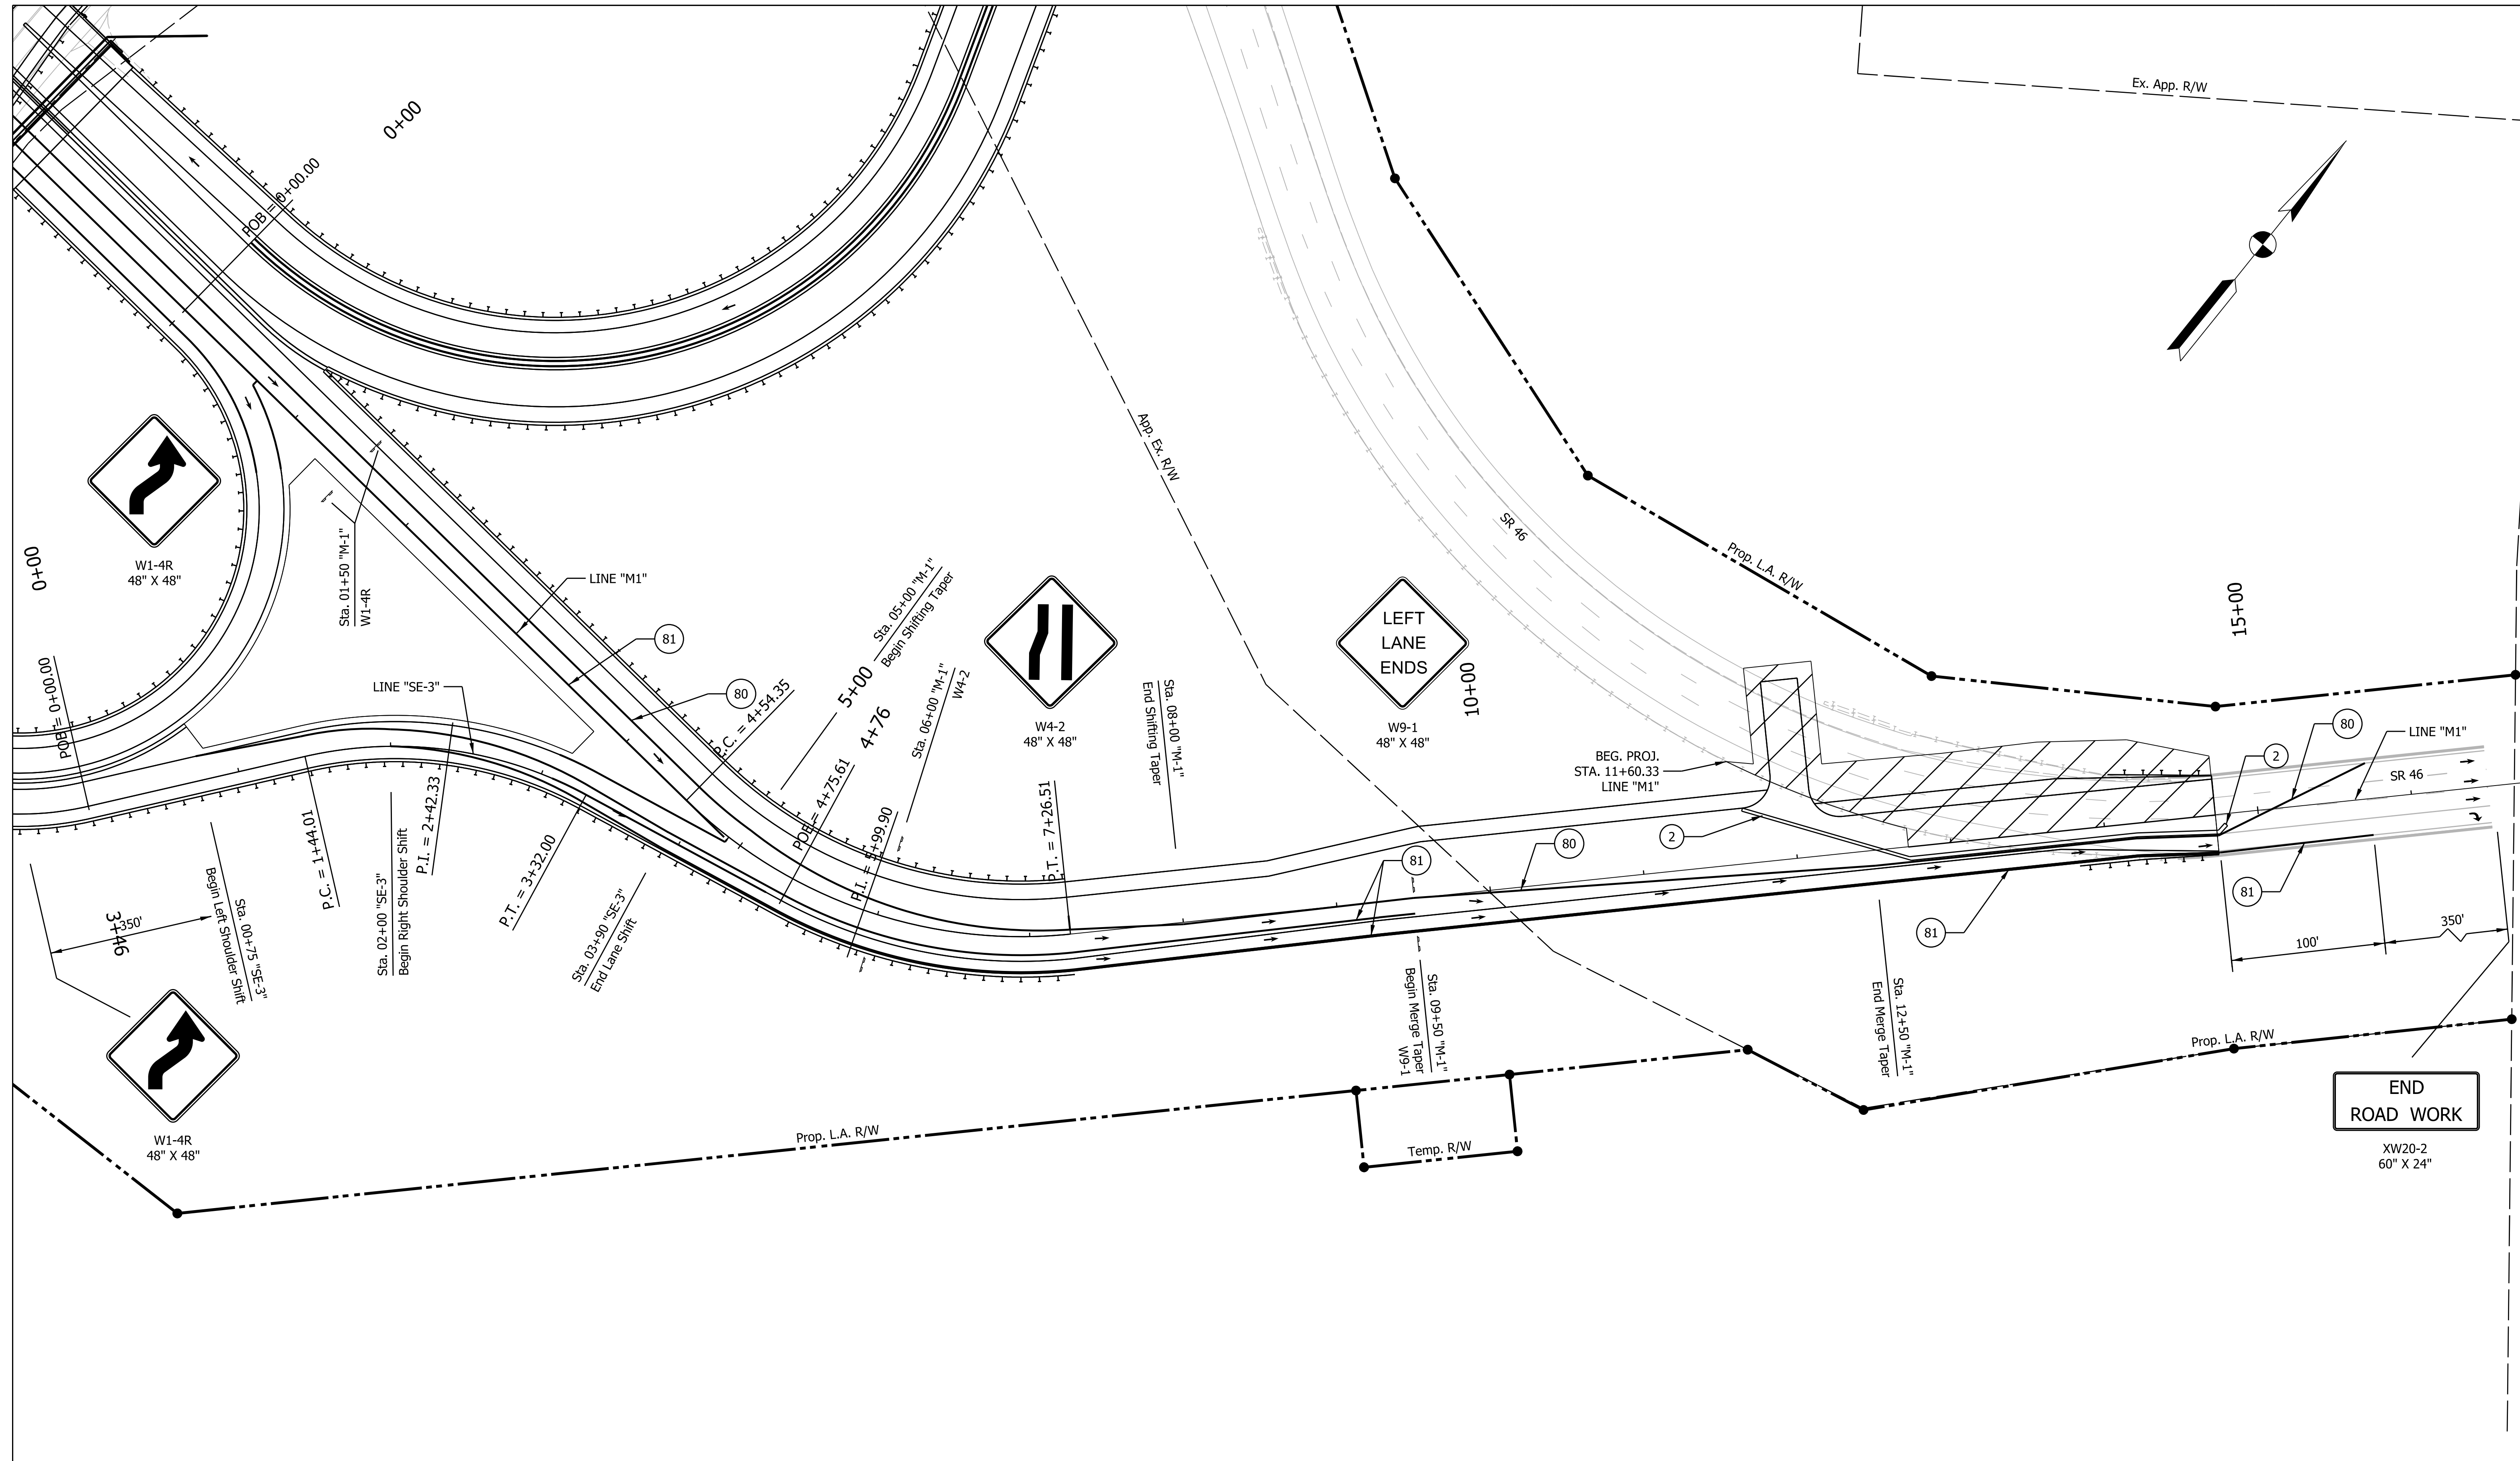 Ex. App. R/W
0+00
POB = 0+00.00
App. Ex. R/W
SR 46
Prop. L.A. R/W
W1-4R
48" X 48"
0+00
Sta. 01+50 "M-1"
W1-4R
LINE "M1"
81
80
P.C. = 4+54.35
Sta. 05+00 "M-1"
Begin Shifting Taper
5+00
4+76
Sta. 06+00 "M-1"
W4-2
W4-2
48" X 48"
LEFT
LANE
ENDS
W9-1
48" X 48"
10+00
15+00
POB = 0+00.00
LINE "SE-3"
Sta. 08+00 "M-1"
End Shifting Taper
BEG. PROJ.
STA. 11+60.33
LINE "M1"
80
LINE "M1"
2
SR 46
P.C. = 1+44.01
P.I. = 2+42.33
P.T. = 3+32.00
POE = 4+75.61
P.I. = 5+99.90
P.T. = 7+26.51
2
80
81
81
81
3+46
350'
Sta. 00+75 "SE-3"
Begin Left Shoulder Shift
Sta. 02+00 "SE-3"
Begin Right Shoulder Shift
Sta. 03+90 "SE-3"
End Lane Shift
Sta. 09+50 "M-1"
Begin Merge Taper
W9-1
Sta. 12+50 "M-1"
End Merge Taper
100'
350'
Prop. L.A. R/W
W1-4R
48" X 48"
Prop. L.A. R/W
Temp. R/W
END
ROAD WORK
XW20-2
60" X 24"